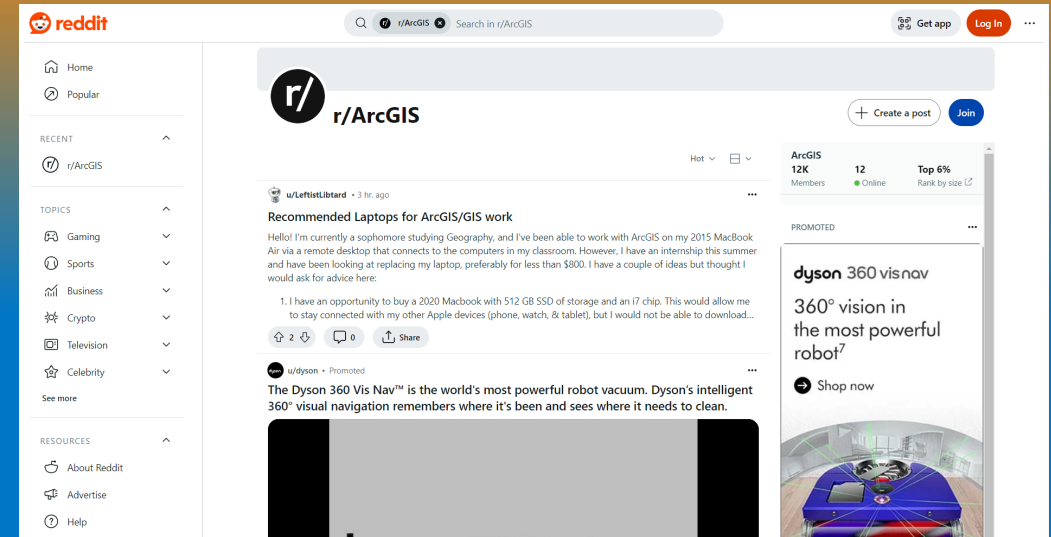 reddit
r/ r/ArcGIS Search in r/ArcGIS
Get app
Log In
Home
Popular
RECENT
r/ r/ArcGIS
TOPICS
Gaming
Sports
Business
Crypto
Television
Celebrity
See more
RESOURCES
About Reddit
Advertise
Help
r/
r/ArcGIS
Create a post
Join
Hot
u/LeftistLibtard • 3 hr. ago
Recommended Laptops for ArcGIS/GIS work
Hello! I'm currently a sophomore studying Geography, and I've been able to work with ArcGIS on my 2015 MacBook
Air via a remote desktop that connects to the computers in my classroom. However, I have an internship this summer
and have been looking at replacing my laptop, preferably for less than $800. I have a couple of ideas but thought I
would ask for advice here:
1. I have an opportunity to buy a 2020 Macbook with 512 GB SSD of storage and an i7 chip. This would allow me
to stay connected with my other Apple devices (phone, watch, & tablet), but I would not be able to download...
2
0
Share
dyson u/dyson • Promoted
The Dyson 360 Vis Nav™ is the world's most powerful robot vacuum. Dyson's intelligent
360° visual navigation remembers where it's been and sees where it needs to clean.
ArcGIS
12K 12 Top 6%
Members Online Rank by size
PROMOTED
dyson 360 vis nav
360° vision in
the most powerful
robot7
Shop now